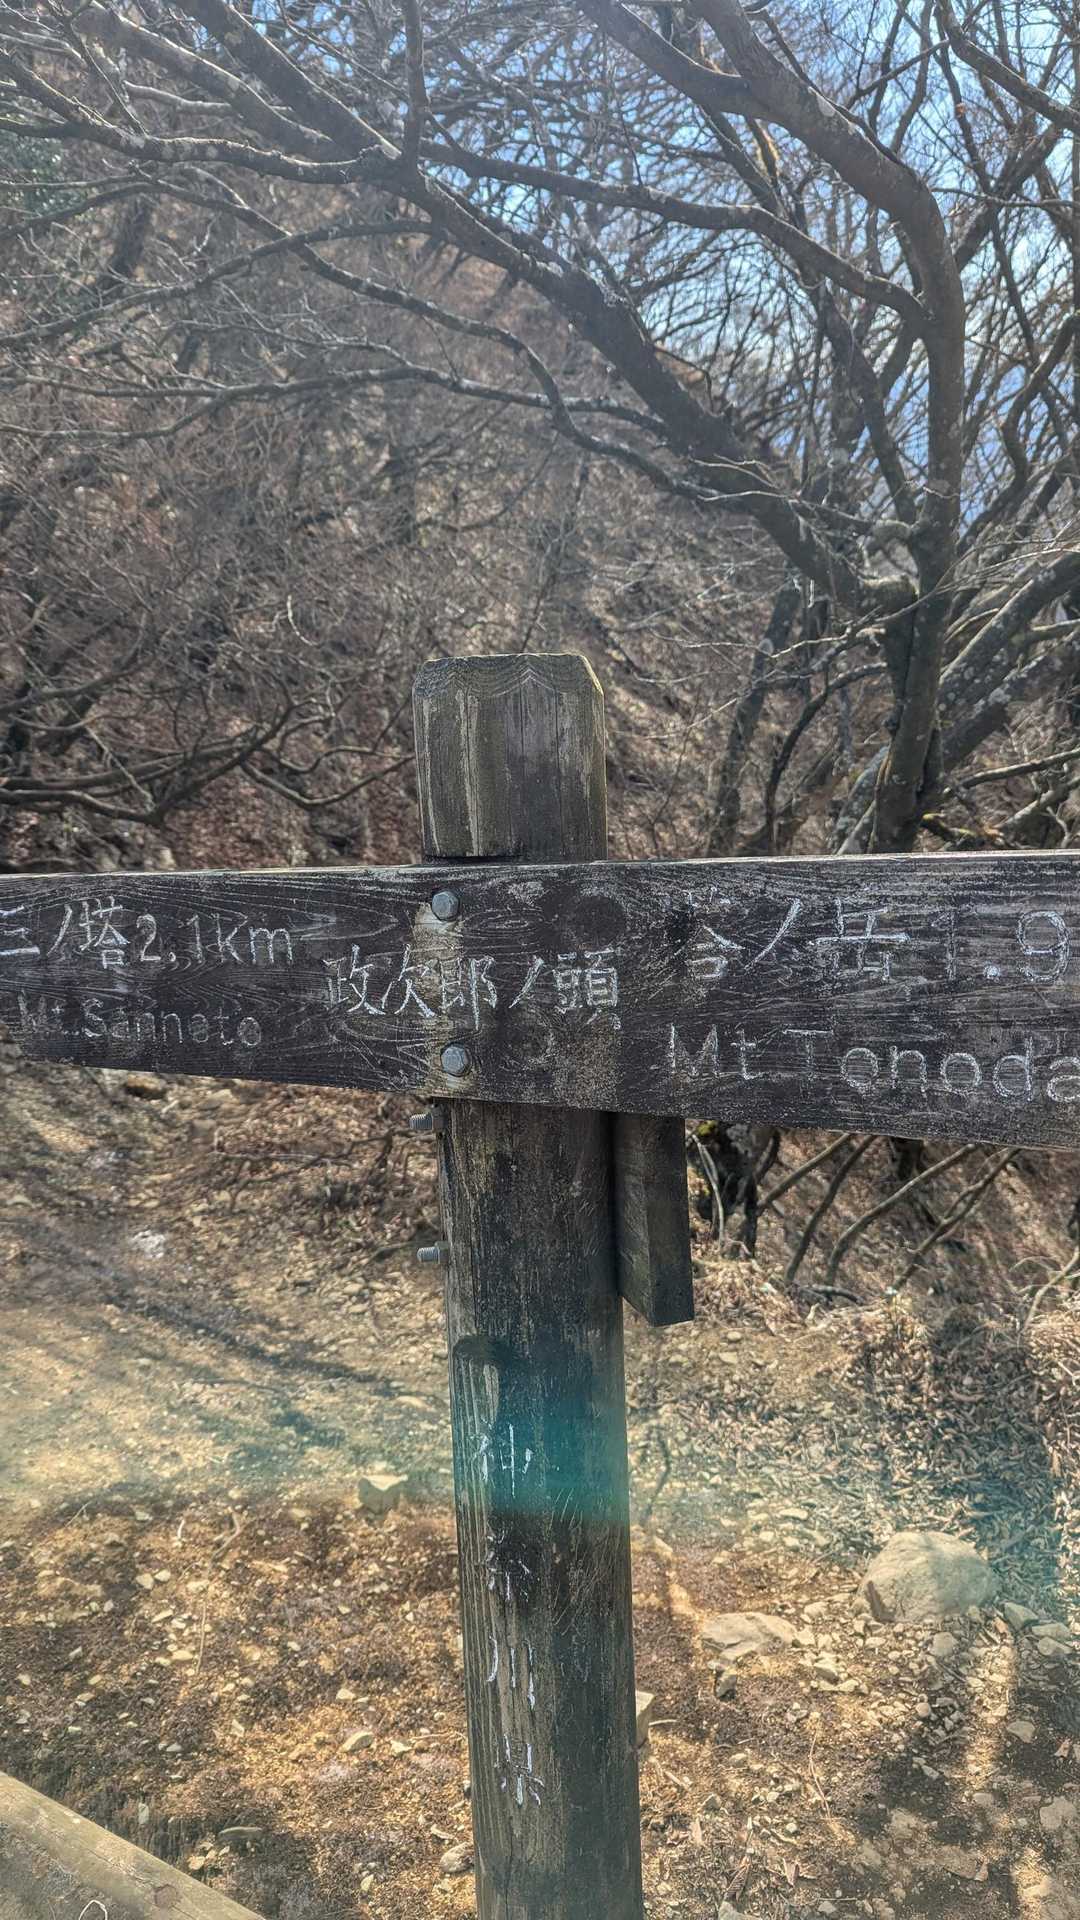 三ノ塔2.1Km
Mt.Sannoto
政次郎ノ頭
塔ノ岳 1.9
Mt Tonoda
神奈川県